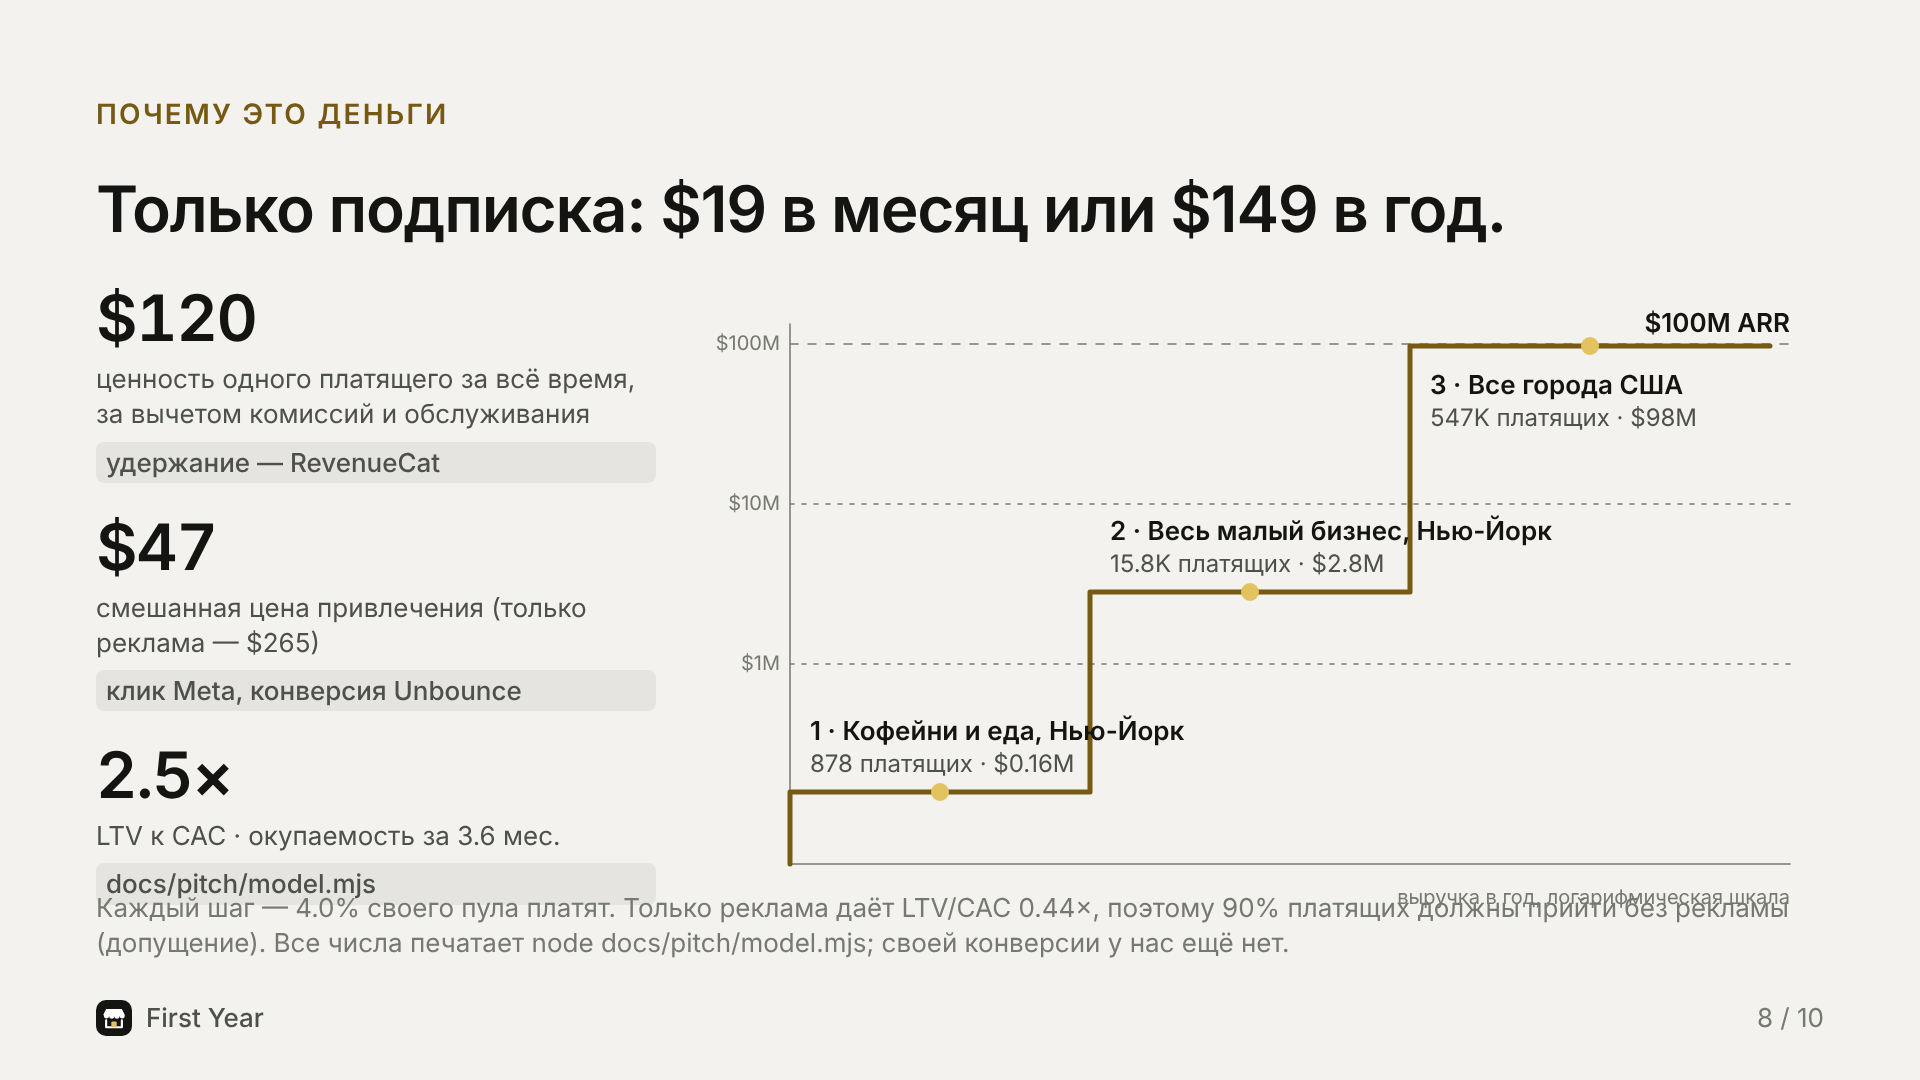 ПОЧЕМУ ЭТО ДЕНЬГИ
Только подписка: $19 в месяц или $149 в год.
$120
ценность одного платящего за всё время,
за вычетом комиссий и обслуживания
удержание — RevenueCat
$47
смешанная цена привлечения (только
реклама — $265)
клик Meta, конверсия Unbounce
2.5×
LTV к CAC · окупаемость за 3.6 мес.
docs/pitch/model.mjs
$100M ARR
$100M
3 · Все города США
547K платящих · $98M
$10M
2 · Весь малый бизнес, Нью-Йорк
15.8K платящих · $2.8M
$1M
1 · Кофейни и еда, Нью-Йорк
878 платящих · $0.16M
выручка в год, логарифмическая шкала
Каждый шаг — 4.0% своего пула платят. Только реклама даёт LTV/CAC 0.44×, поэтому 90% платящих должны прийти без рекламы
(допущение). Все числа печатает node docs/pitch/model.mjs; своей конверсии у нас ещё нет.
First Year
8 / 10